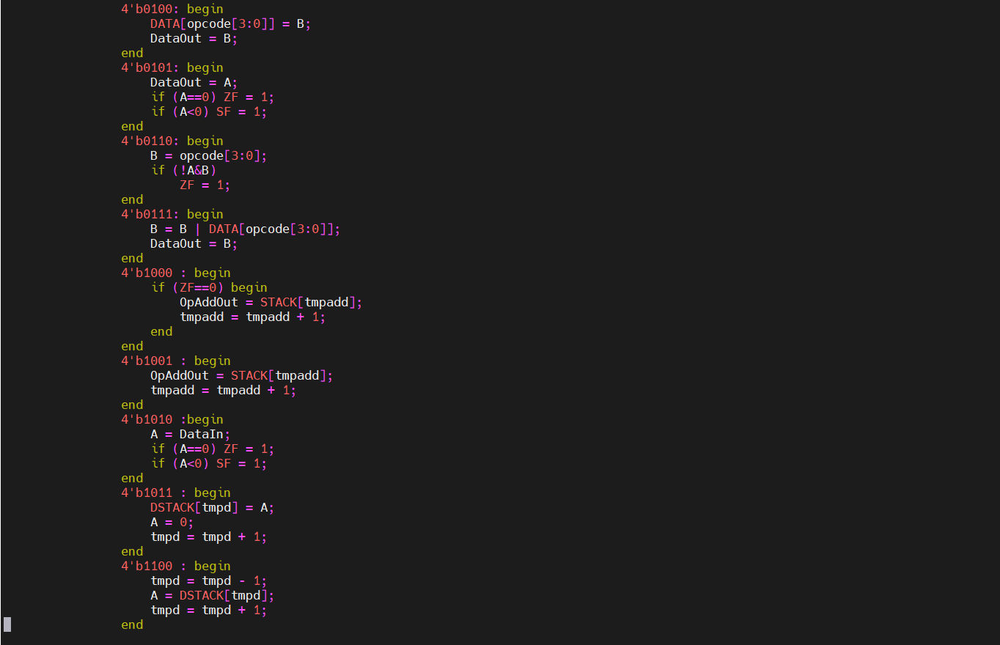 4'b0100: begin
DATA[opcode[3:0]] = B;
DataOut = B;
end
4'b0101: begin
DataOut = A;
if (A==0) ZF = 1;
if (A<0) SF = 1;
end
4'b0110: begin
B = opcode[3:0];
if (!A&B)
ZF = 1;
end
4'b0111: begin
B = B | DATA[opcode[3:0]];
DataOut = B;
end
4'b1000 : begin
if (ZF==0) begin
OpAddOut = STACK[tmpadd];
tmpadd = tmpadd + 1;
end
end
4'b1001 : begin
OpAddOut = STACK[tmpadd];
tmpadd = tmpadd + 1;
end
4'b1010 :begin
A = DataIn;
if (A==0) ZF = 1;
if (A<0) SF = 1;
end
4'b1011 : begin
DSTACK[tmpd] = A;
A = 0;
tmpd = tmpd + 1;
end
4'b1100 : begin
tmpd = tmpd - 1;
A = DSTACK[tmpd];
tmpd = tmpd + 1;
end